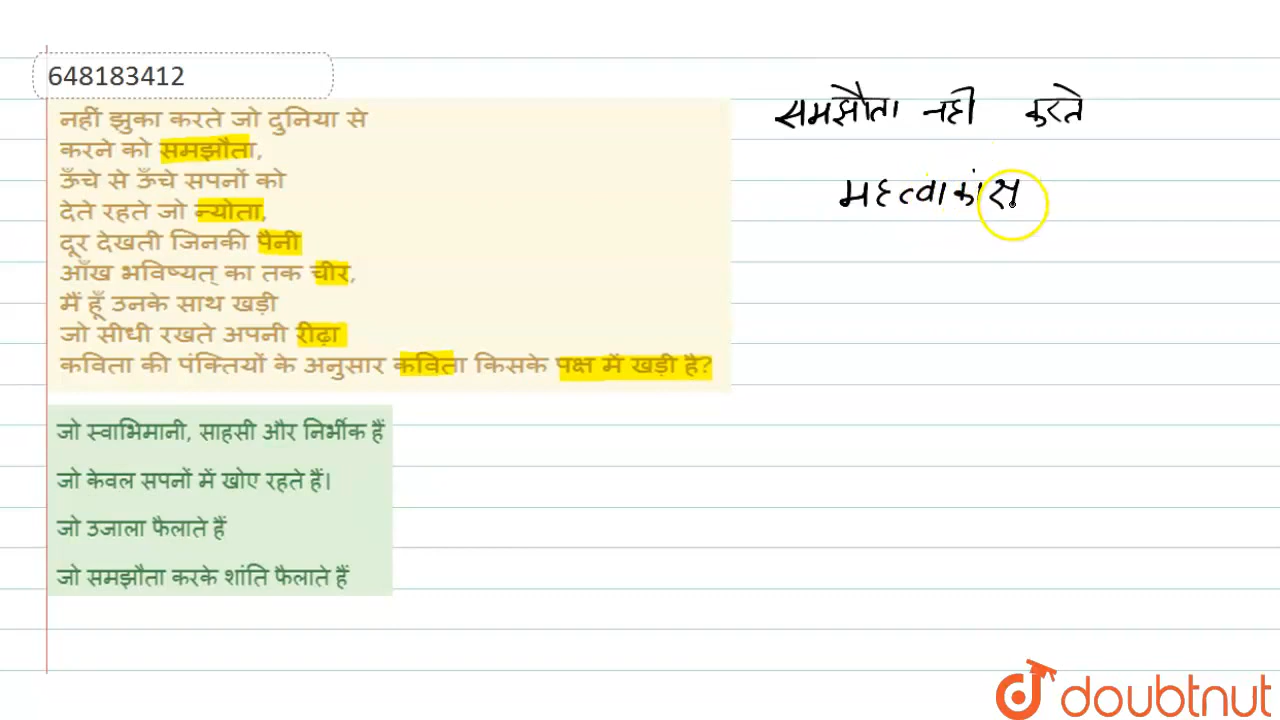 648183412
नहीं झुका करते जो दुनिया से
करने को समझौता,
ऊँचे से ऊँचे सपनों को
देते रहते जो न्योता,
दूर देखती जिनकी पैनी
आँख भविष्यत् का तक चीर,
मैं हूँ उनके साथ खड़ी
जो सीधी रखते अपनी रीढ़ा
कविता की पंक्तियों के अनुसार कविता किसके पक्ष में खड़ी है?
जो स्वाभिमानी, साहसी और निर्भीक हैं
जो केवल सपनों में खोए रहते हैं।
जो उजाला फैलाते हैं
जो समझौता करके शांति फैलाते हैं
समझौता नही करते
महत्वाकांस
doubtnut